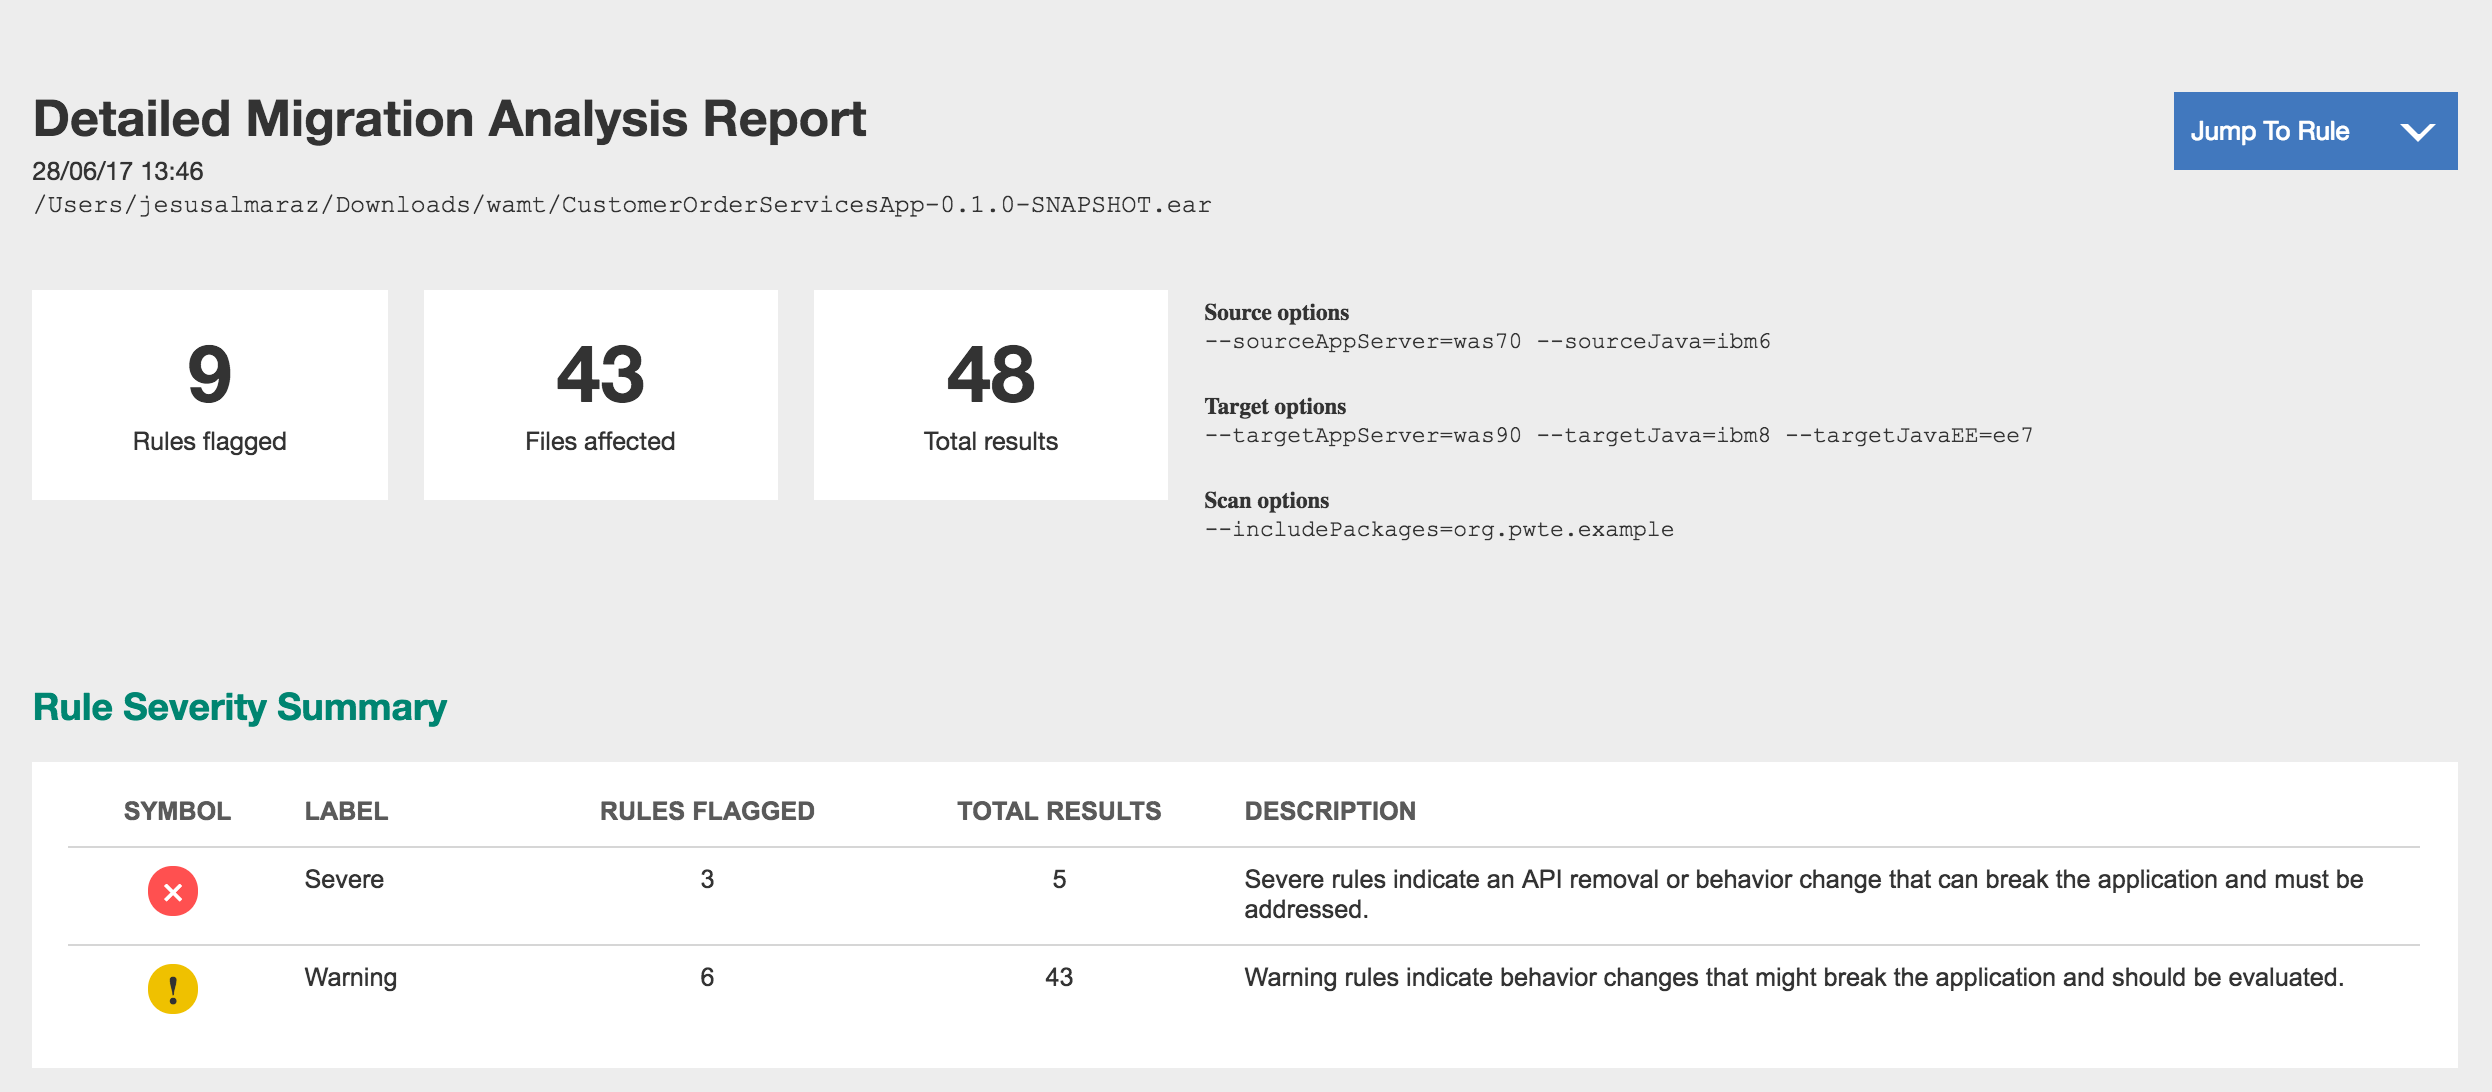 Detailed Migration Analysis Report
Jump To Rule
28/06/17 13:46
/Users/jesusalmaraz/Downloads/wamt/CustomerOrderServicesApp-0.1.0-SNAPSHOT.ear
9
Rules flagged
43
Files affected
48
Total results
Source options
--sourceAppServer=was70 --sourceJava=ibm6
Target options
--targetAppServer=was90 --targetJava=ibm8 --targetJavaEE=ee7
Scan options
--includePackages=org.pwte.example
Rule Severity Summary
SYMBOL LABEL RULES FLAGGED TOTAL RESULTS DESCRIPTION
Severe 3 5 Severe rules indicate an API removal or behavior change that can break the application and must be
addressed.
! Warning 6 43 Warning rules indicate behavior changes that might break the application and should be evaluated.